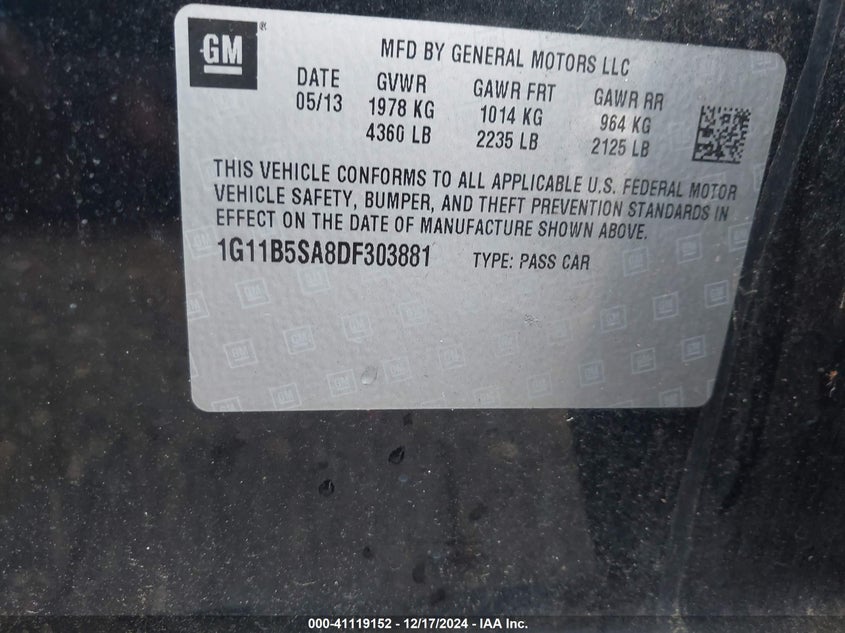 GM®
MFD BY GENERAL MOTORS LLC
DATE GVWR GAWR FRT GAWR RR
05/13 1978 KG 1014 KG 964 KG
4360 LB 2235 LB 2125 LB
THIS VEHICLE CONFORMS TO ALL APPLICABLE U.S. FEDERAL MOTOR
VEHICLE SAFETY, BUMPER, AND THEFT PREVENTION STANDARDS IN
EFFECT ON THE DATE OF MANUFACTURE SHOWN ABOVE.
1G11B5SA8DF303881 TYPE: PASS CAR
000-41119152 - 12/17/2024 - IAA Inc.